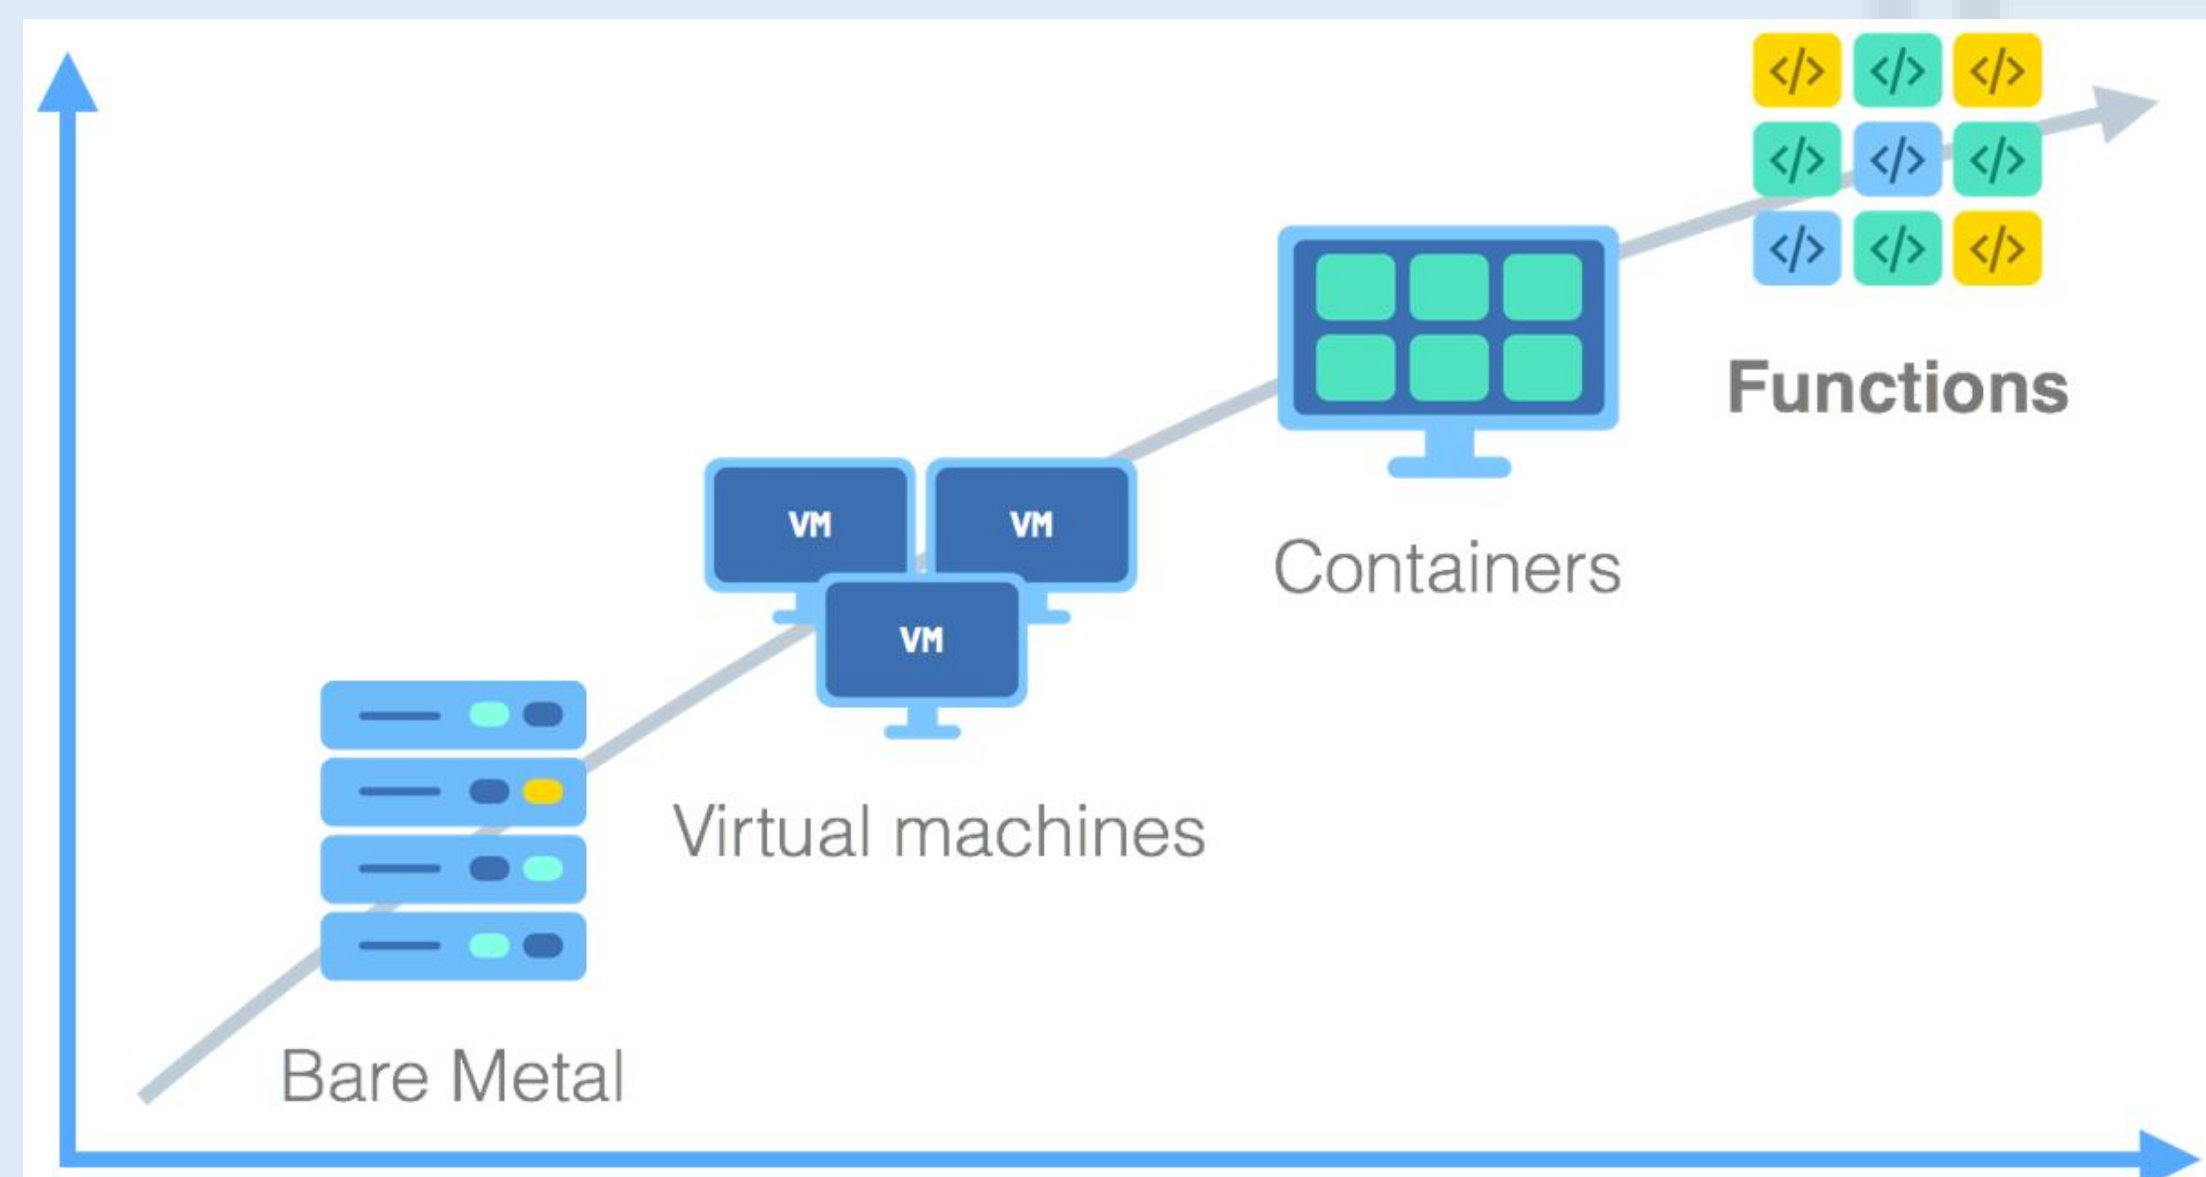 </>
</>
</>
</>
</>
</>
</>
</>
</>
Functions
Containers
VM
VM
VM
Virtual machines
Bare Metal